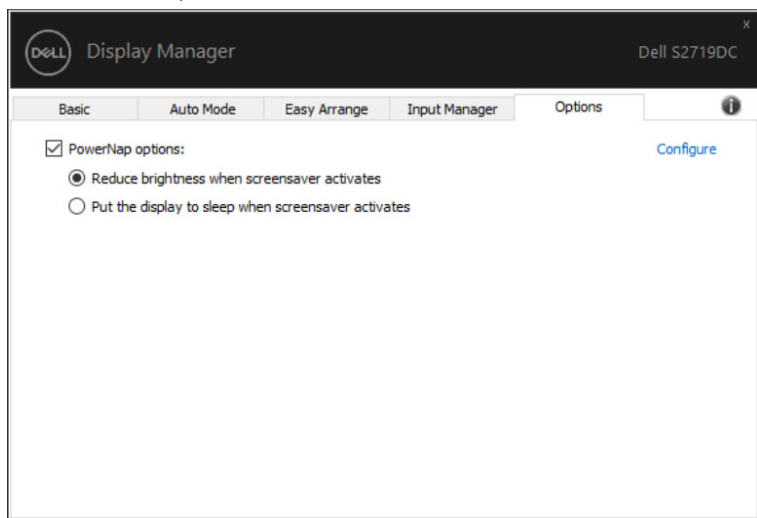 x
DELL Display Manager Dell S2719DC
Basic Auto Mode Easy Arrange Input Manager Options i
PowerNap options: Configure
Reduce brightness when screensaver activates
Put the display to sleep when screensaver activates